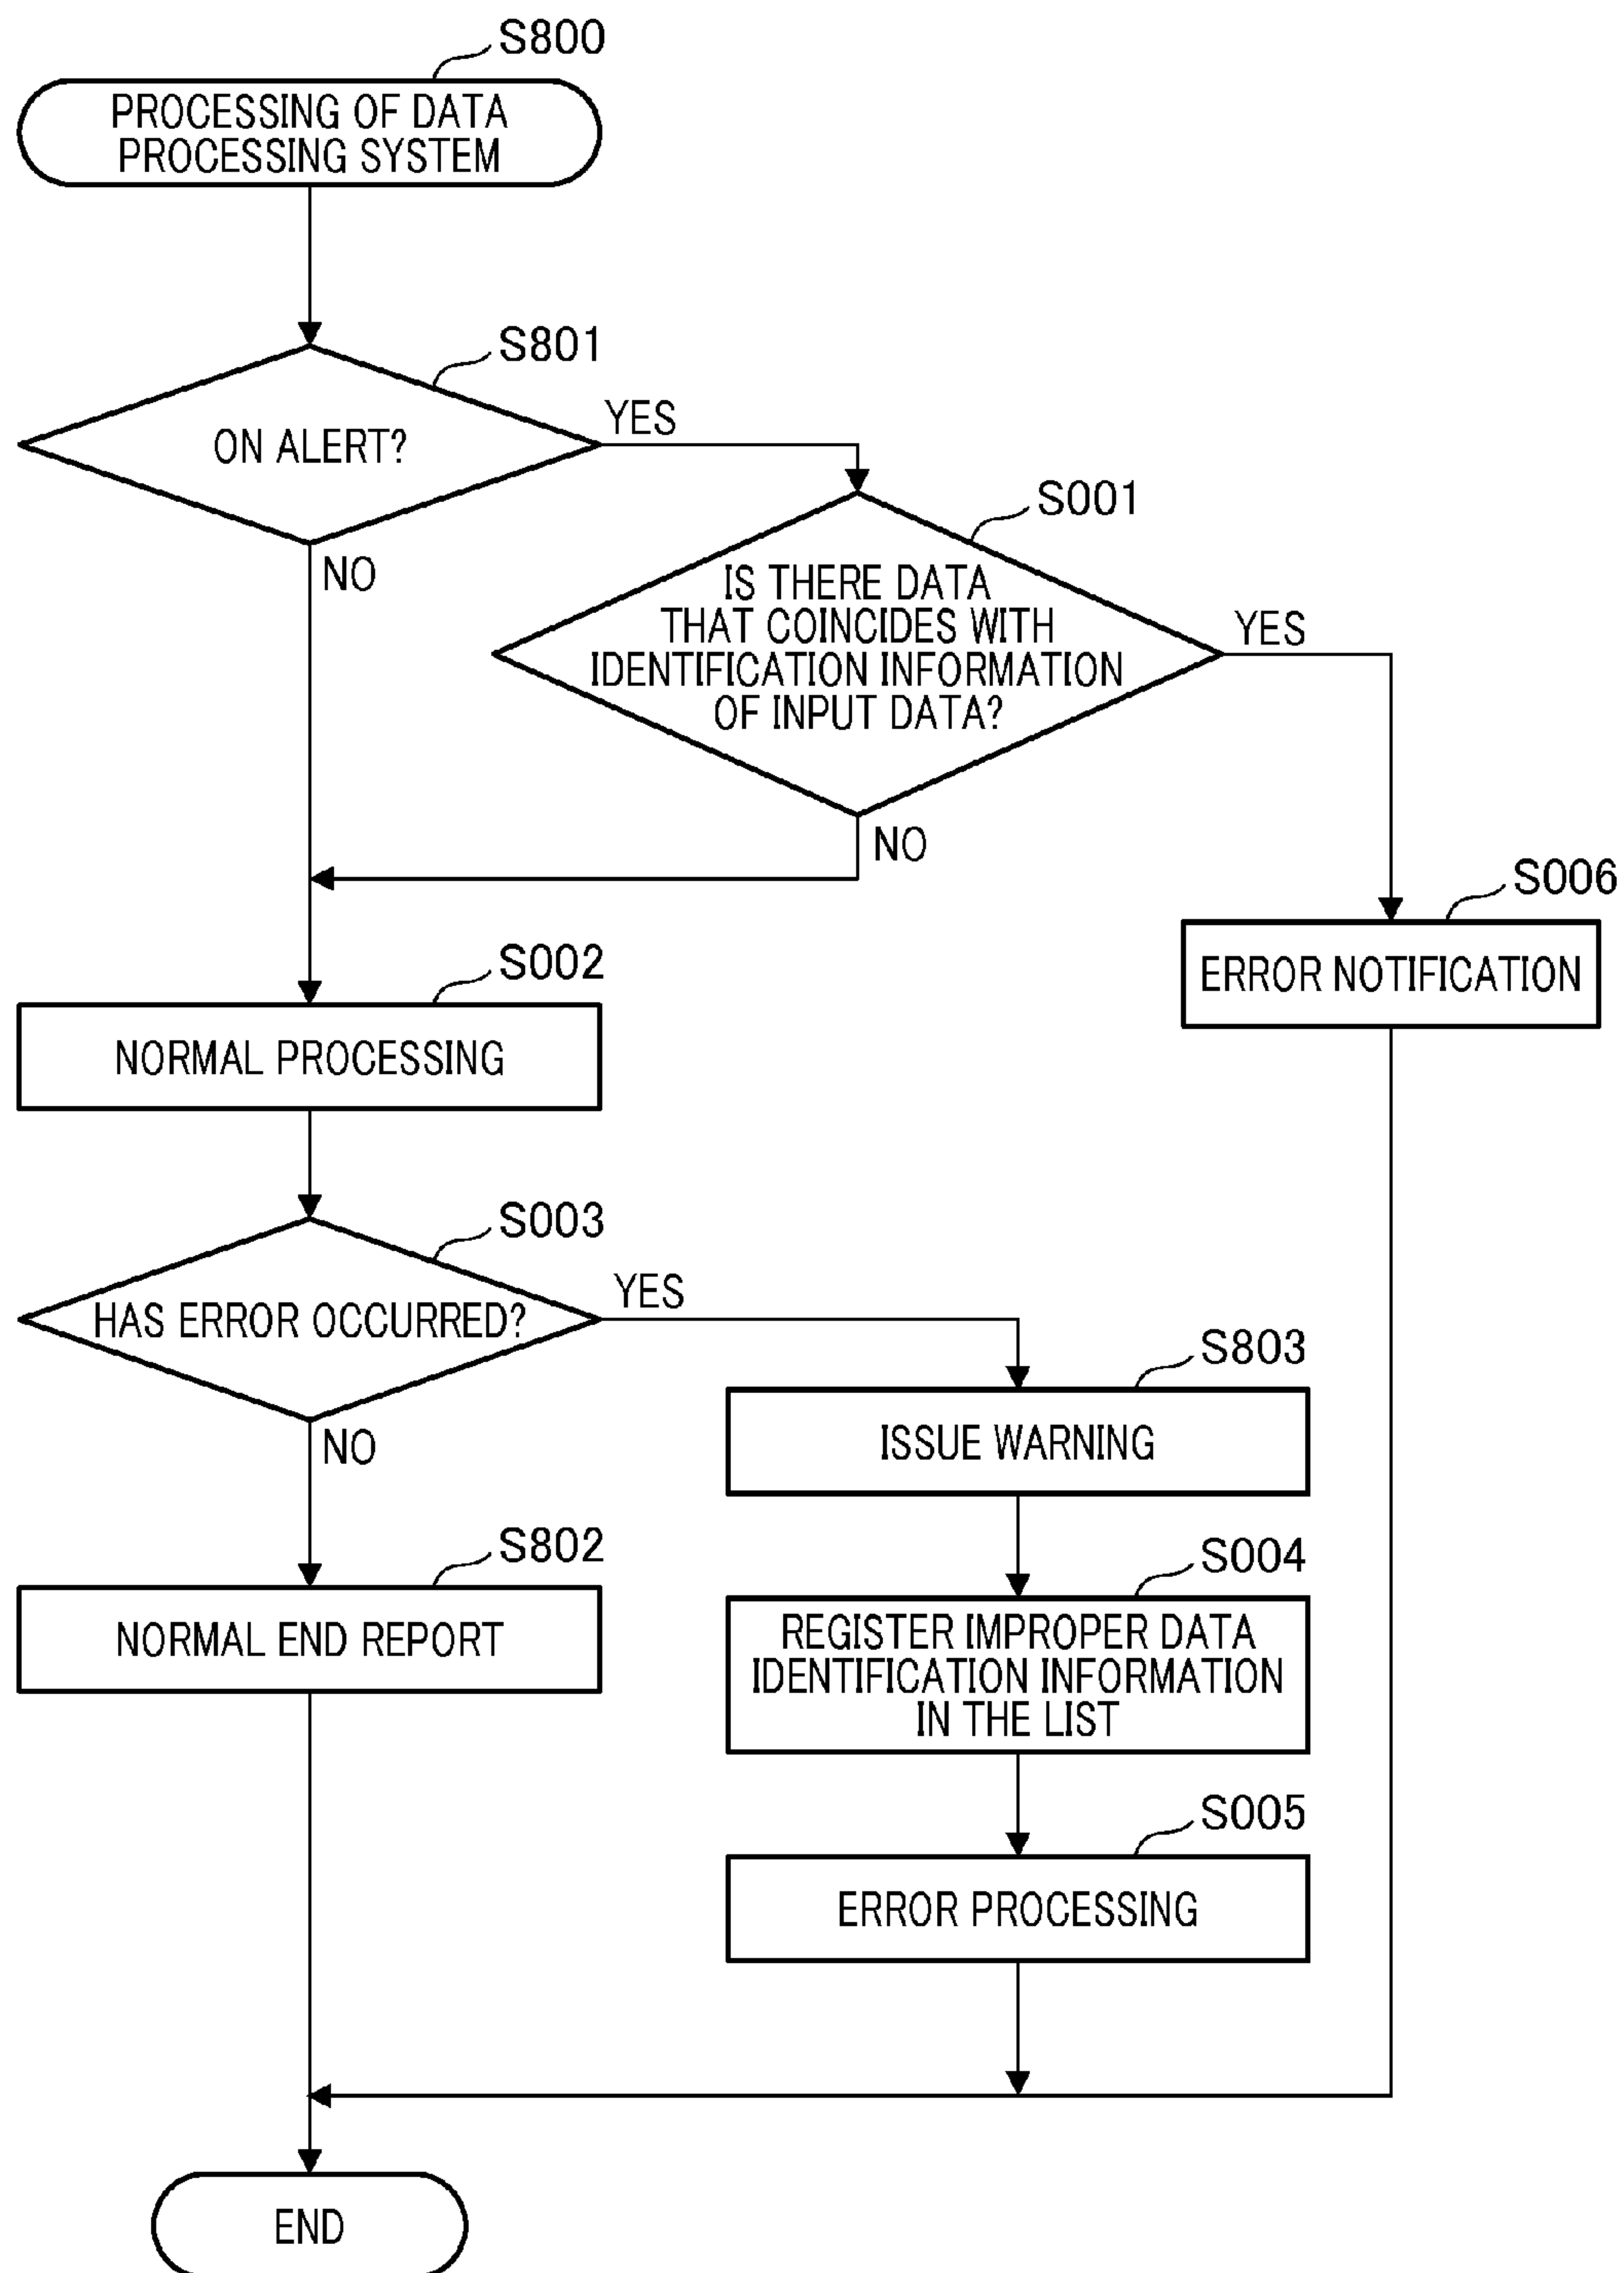 S800
PROCESSING OF DATA
PROCESSING SYSTEM
S801
ON ALERT?
YES
NO
S001
IS THERE DATA
THAT COINCIDES WITH
IDENTIFICATION INFORMATION
OF INPUT DATA?
YES
NO
S006
ERROR NOTIFICATION
S002
NORMAL PROCESSING
S003
HAS ERROR OCCURRED?
YES
NO
S803
ISSUE WARNING
S802
NORMAL END REPORT
S004
REGISTER IMPROPER DATA
IDENTIFICATION INFORMATION
IN THE LIST
S005
ERROR PROCESSING
END